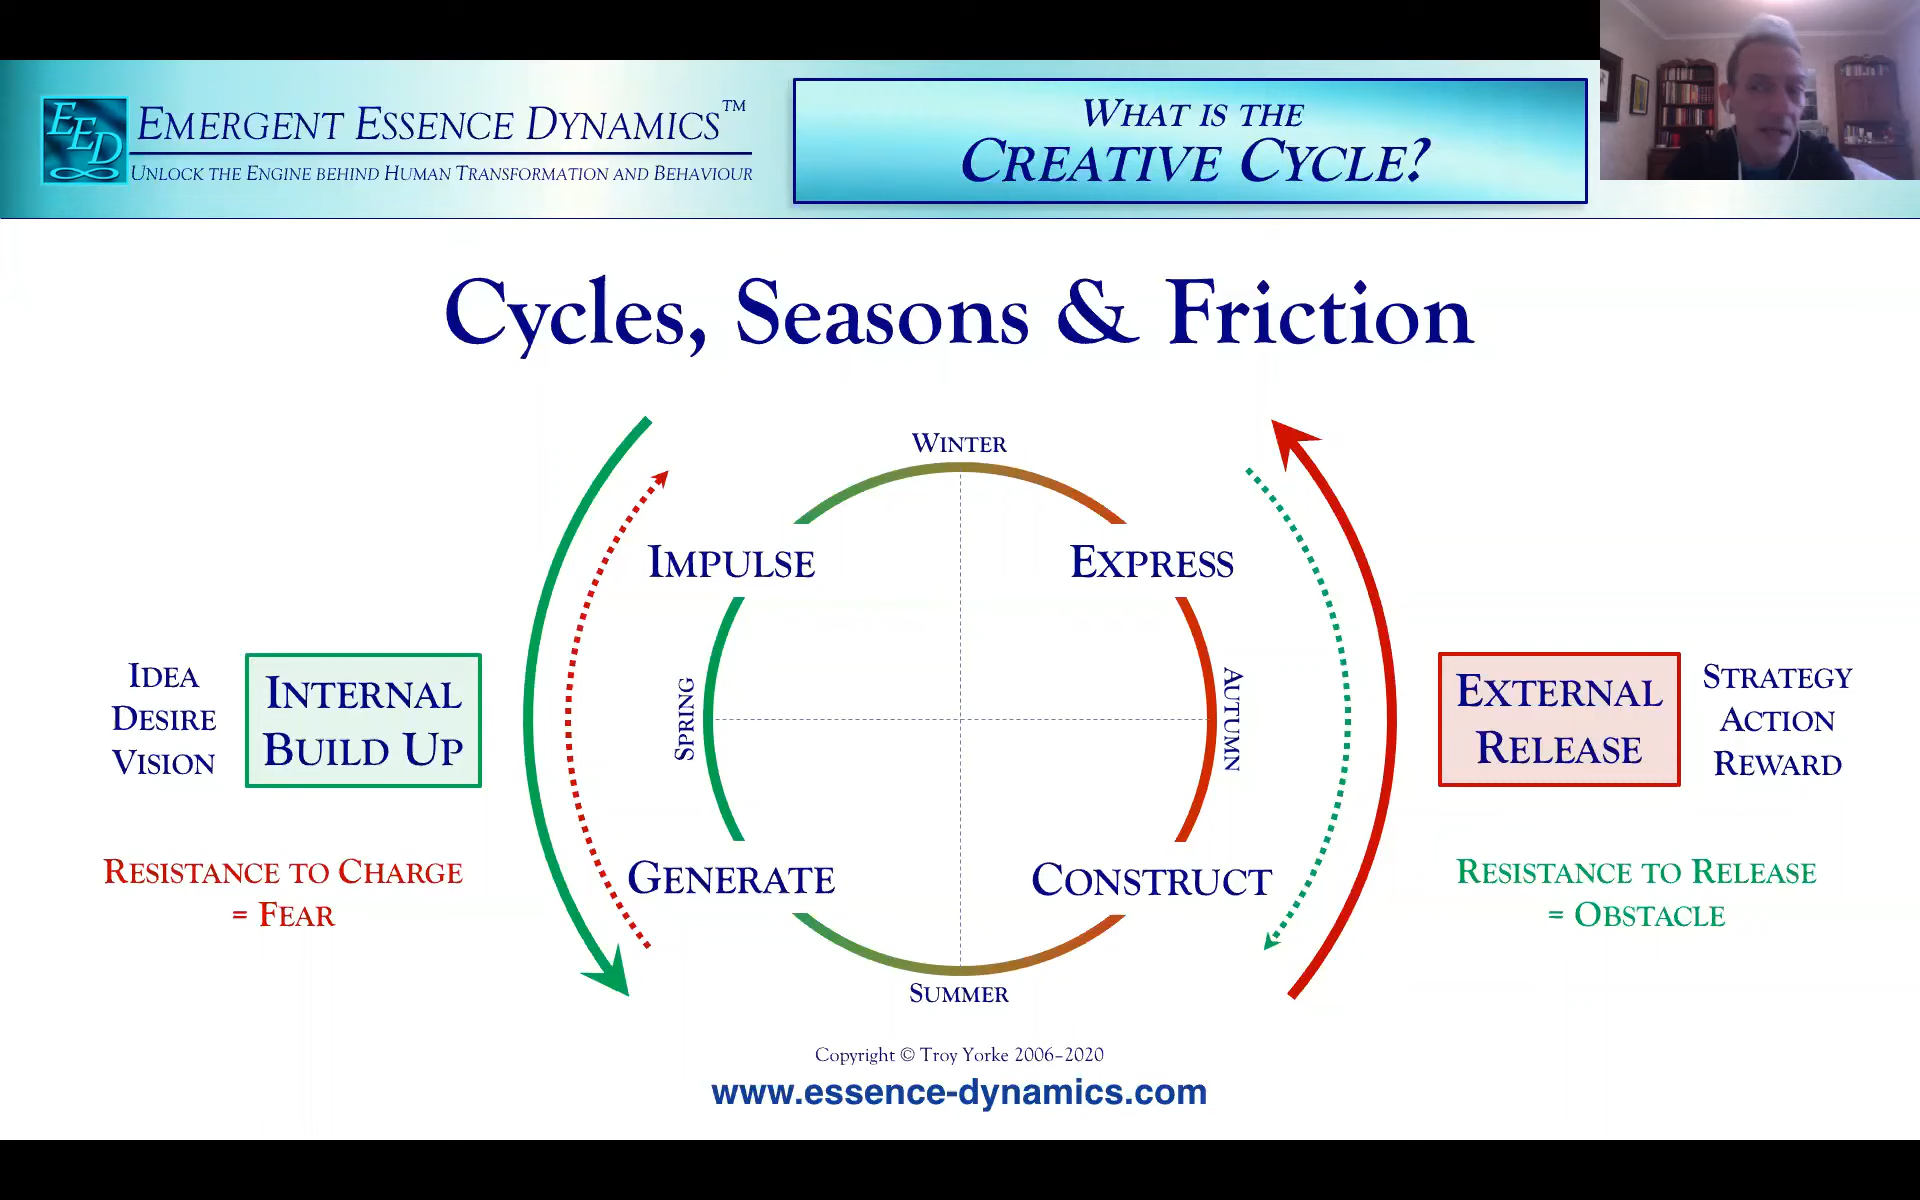 EED
EMERGENT ESSENCE DYNAMICS™
UNLOCK THE ENGINE BEHIND HUMAN TRANSFORMATION AND BEHAVIOUR
WHAT IS THE
CREATIVE CYCLE?
Cycles, Seasons & Friction
WINTER
IMPULSE
EXPRESS
SPRING
AUTUMN
IDEA
DESIRE
VISION
INTERNAL
BUILD UP
EXTERNAL
RELEASE
STRATEGY
ACTION
REWARD
RESISTANCE TO CHARGE
= FEAR
GENERATE
CONSTRUCT
RESISTANCE TO RELEASE
= OBSTACLE
SUMMER
Copyright © Troy Yorke 2006–2020
www.essence-dynamics.com